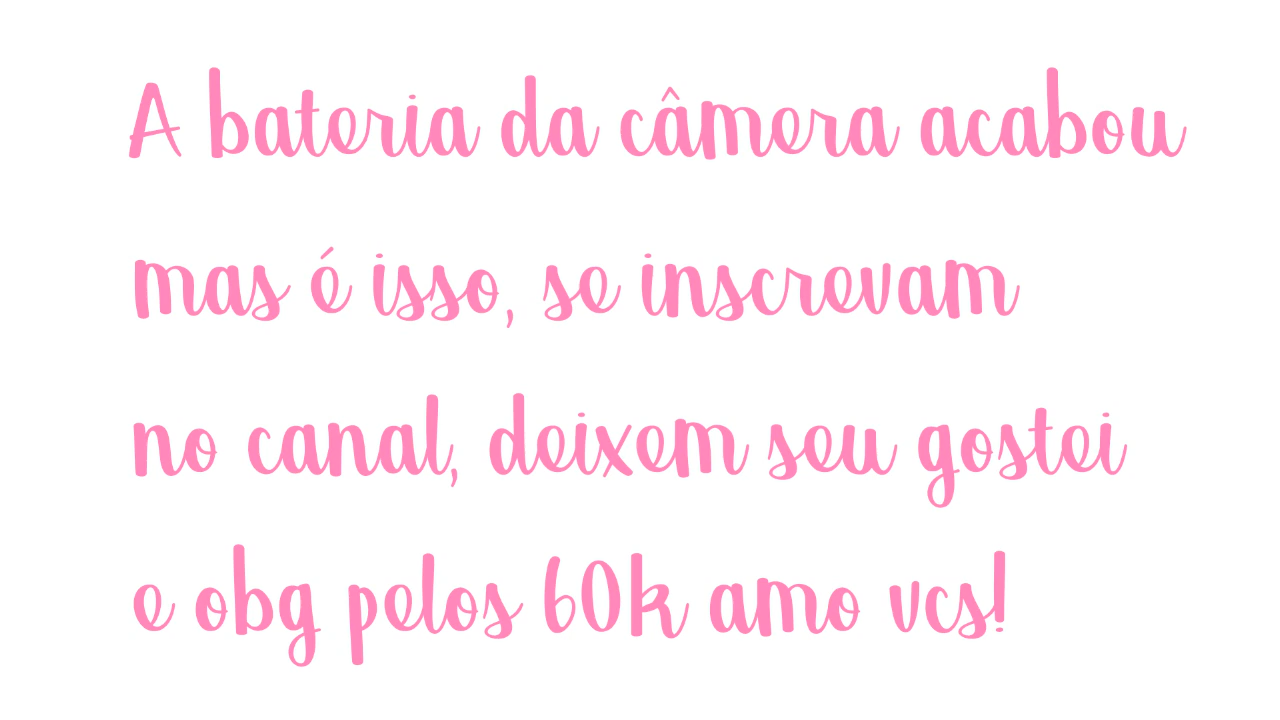 A bateria da câmera acabou
mas é isso, se inscrevam
no canal, deixem seu gostei
e obg pelos 60k amo vcs!